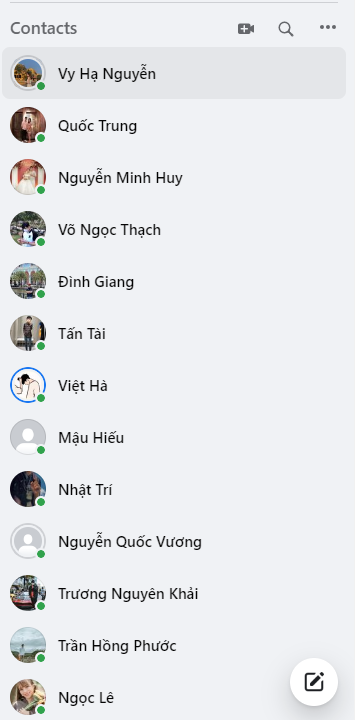 Contacts
Vy Hạ Nguyễn
Quốc Trung
Nguyễn Minh Huy
Võ Ngọc Thạch
Đình Giang
Tấn Tài
Việt Hà
Mậu Hiếu
Nhật Trí
Nguyễn Quốc Vương
Trương Nguyên Khải
Trần Hồng Phước
Ngọc Lê